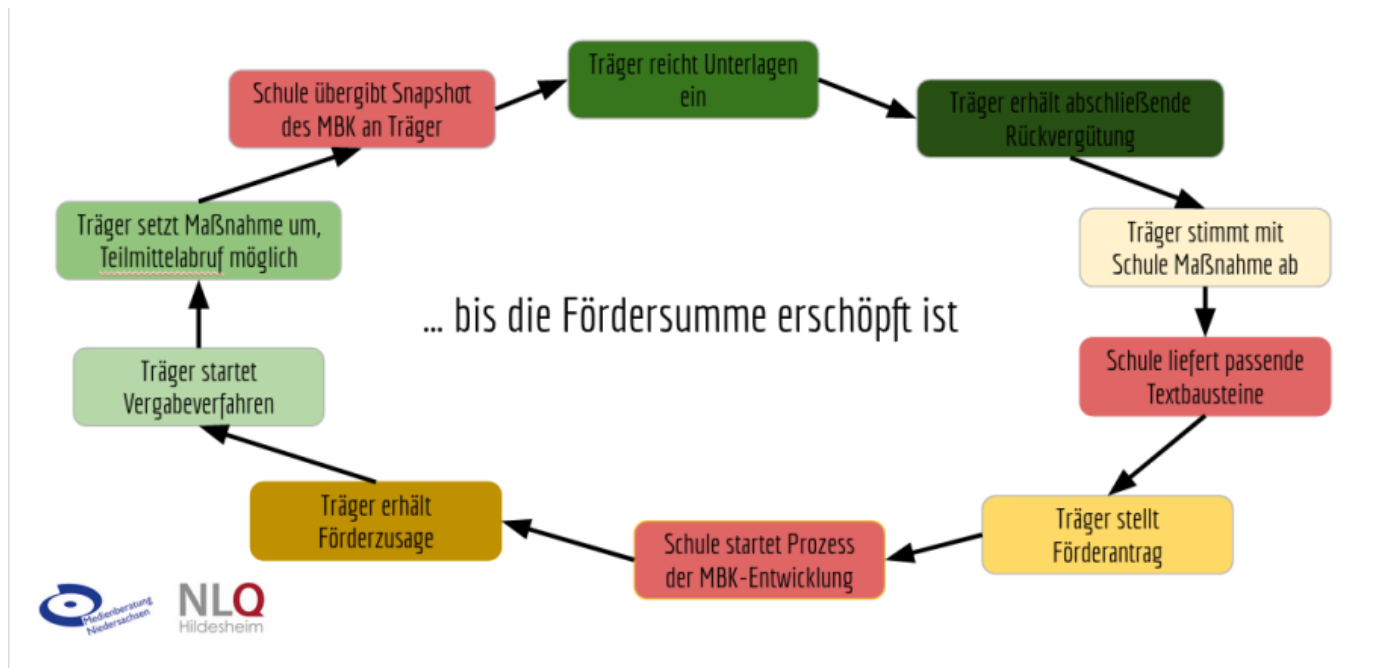 Träger reicht Unterlagen
ein
Schule übergibt Snapshot
des MBK an Träger
Träger erhält abschließende
Rückvergütung
Träger setzt Maßnahme um,
Teilmittelabruf möglich
Träger stimmt mit
Schule Maßnahme ab
... bis die Fördersumme erschöpft ist
Träger startet
Vergabeverfahren
Schule liefert passende
Textbausteine
Träger erhält
Förderzusage
Schule startet Prozess
der MBK-Entwicklung
Träger stellt
Förderantrag
Medienberatung
Niedersachsen
NLQ
Hildesheim